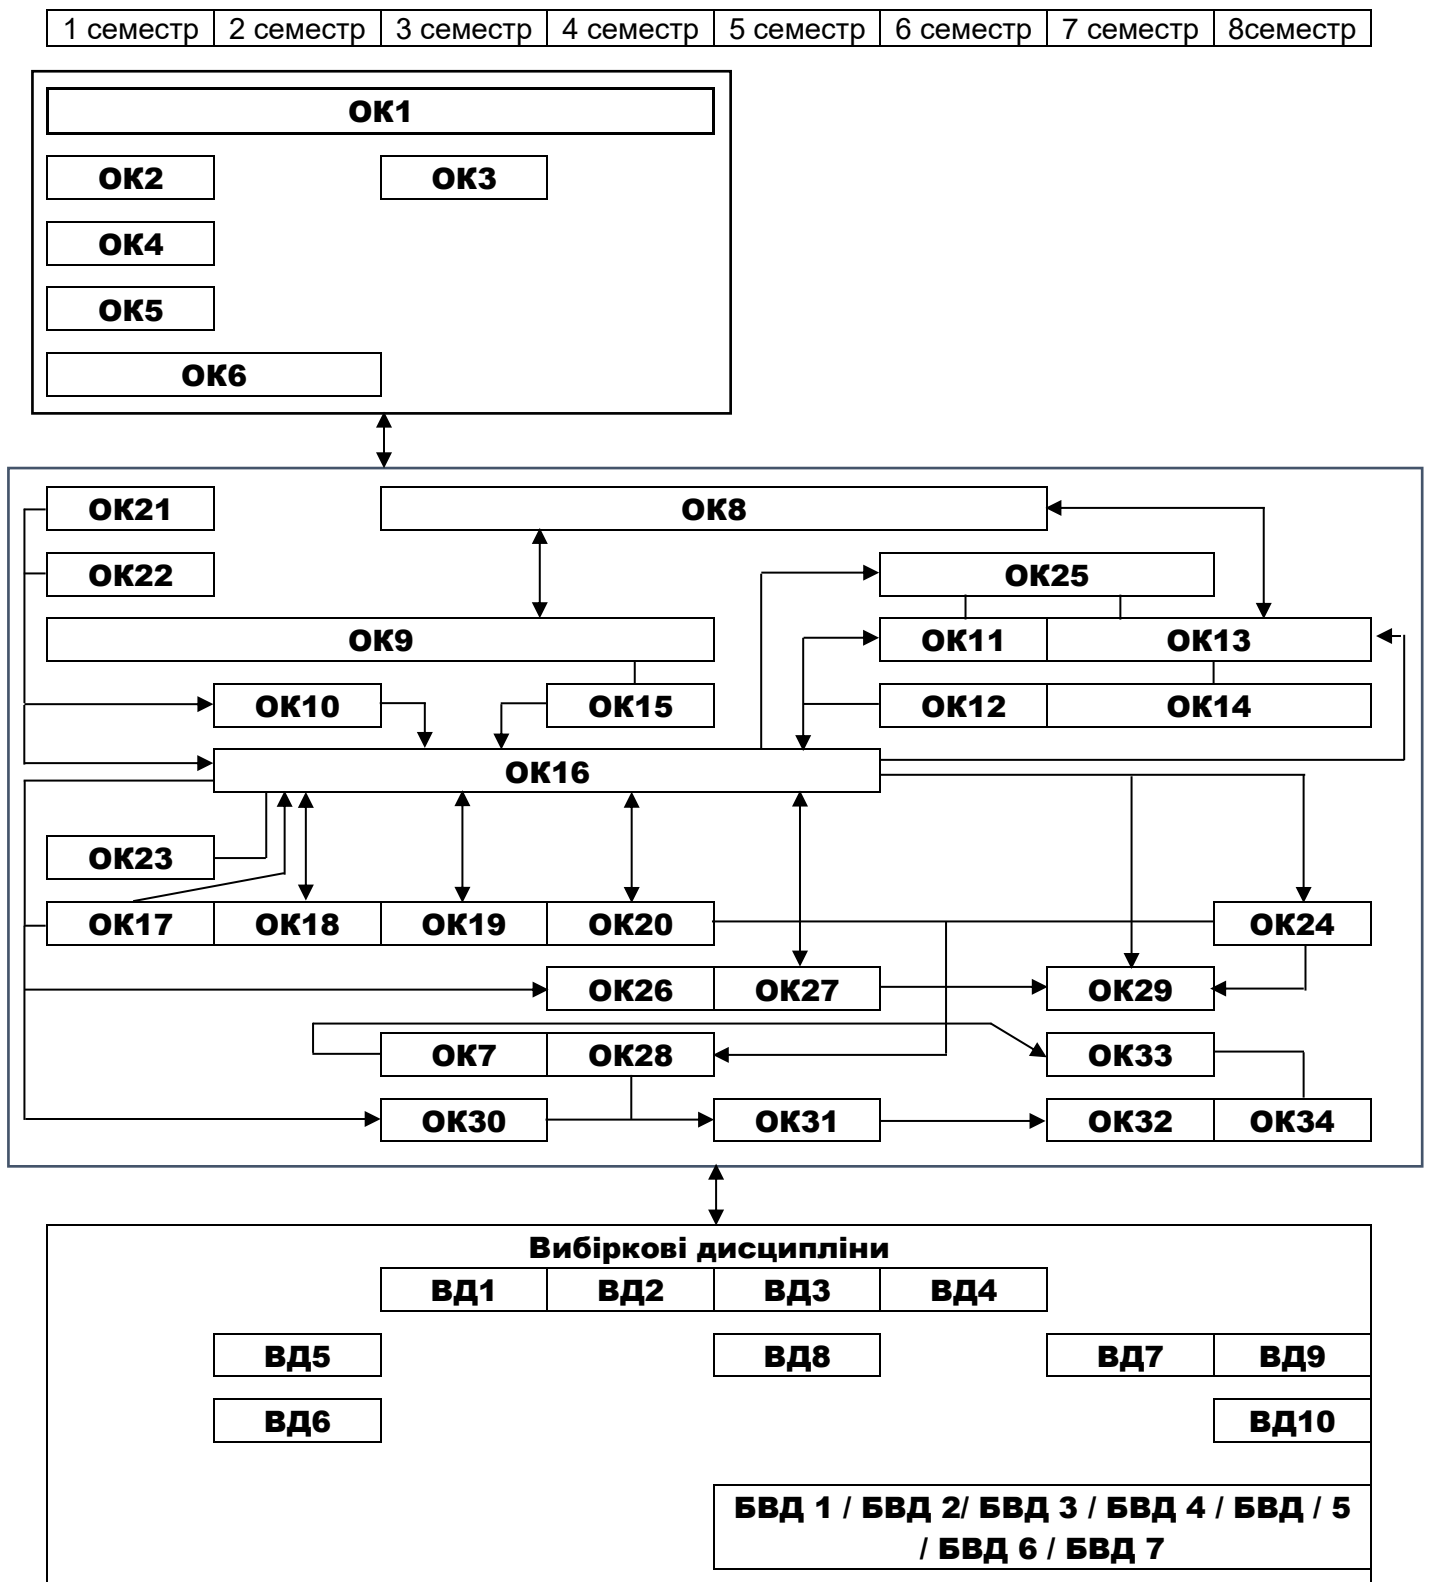 1 семестр 2 семестр 3 семестр 4 семестр 5 семестр 6 семестр 7 семестр 8семестр
ОК1
ОК2 ОК3
ОК4
ОК5
ОК6
ОК21 ОК8
ОК22 ОК25
ОК9 ОК11 ОК13
ОК10 ОК15 ОК12 ОК14
ОК16
ОК23
ОК17 ОК18 ОК19 ОК20 ОК24
ОК26 ОК27 ОК29
ОК7 ОК28 ОК33
ОК30 ОК31 ОК32 ОК34
Вибіркові дисципліни
ВД1 ВД2 ВД3 ВД4
ВД5 ВД8 ВД7 ВД9
ВД6 ВД10
БВД 1 / БВД 2/ БВД 3 / БВД 4 / БВД / 5
/ БВД 6 / БВД 7